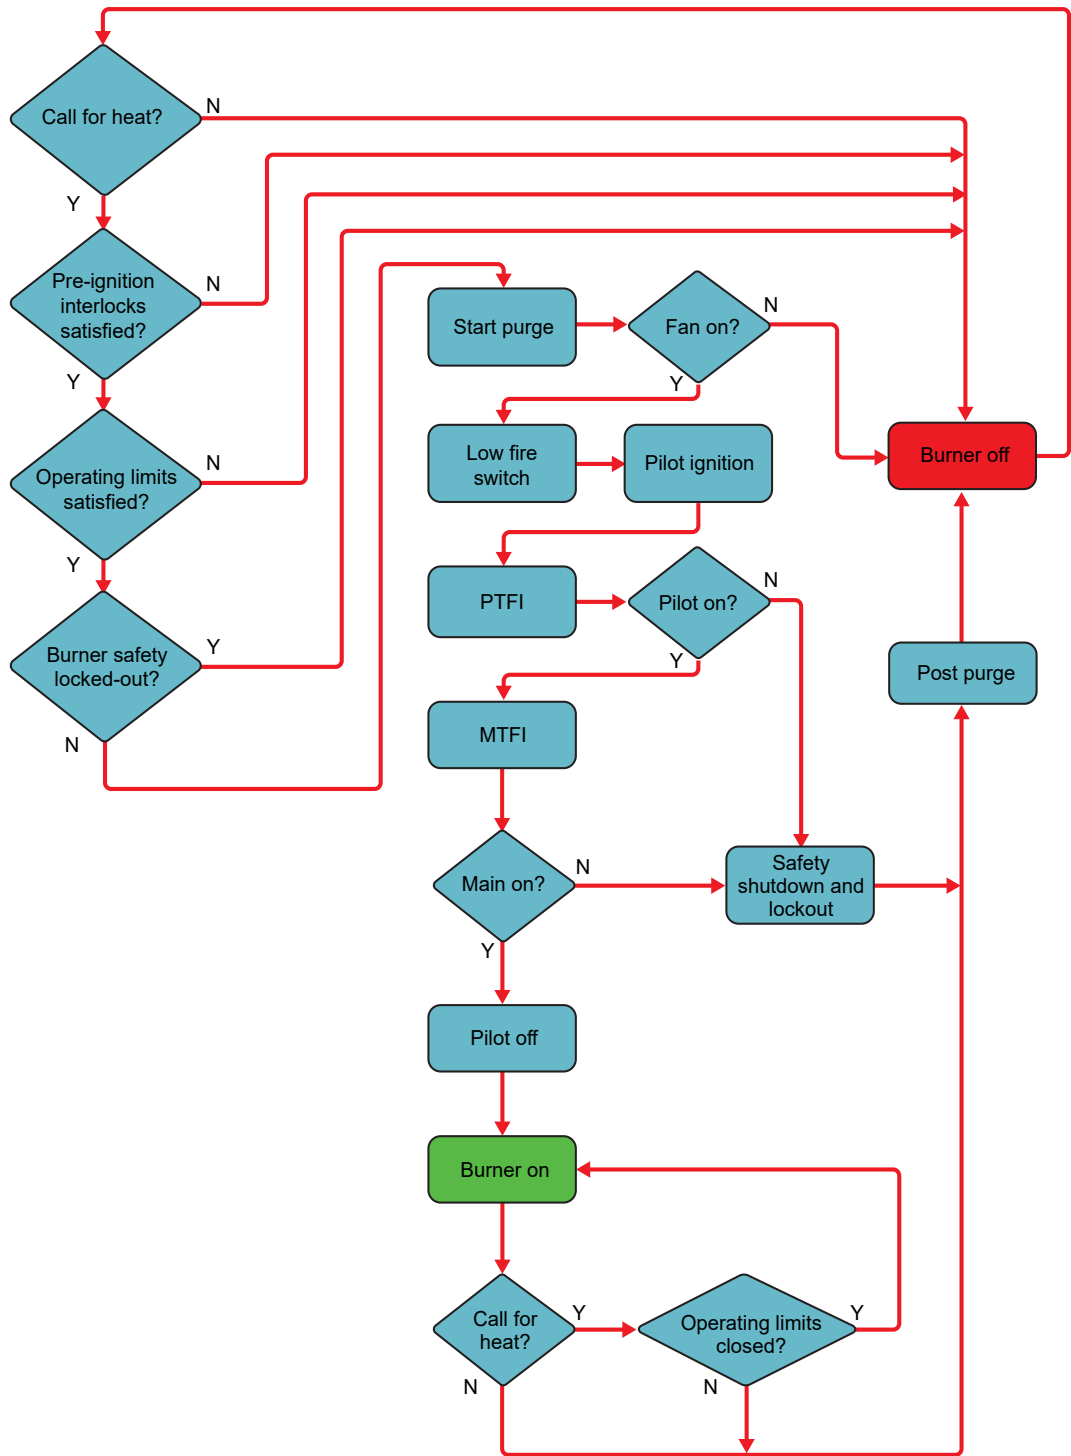 Call for heat?
N
Y
Pre-ignition
interlocks
satisfied?
N
Y
Operating limits
satisfied?
N
Y
Burner safety
locked-out?
Y
N
Start purge
Fan on?
N
Y
Low fire
switch
Pilot ignition
Burner off
PTFI
Pilot on?
N
Y
MTFI
Post purge
Main on?
N
Y
Safety
shutdown and
lockout
Pilot off
Burner on
Call for
heat?
Y
N
Operating limits
closed?
Y
N